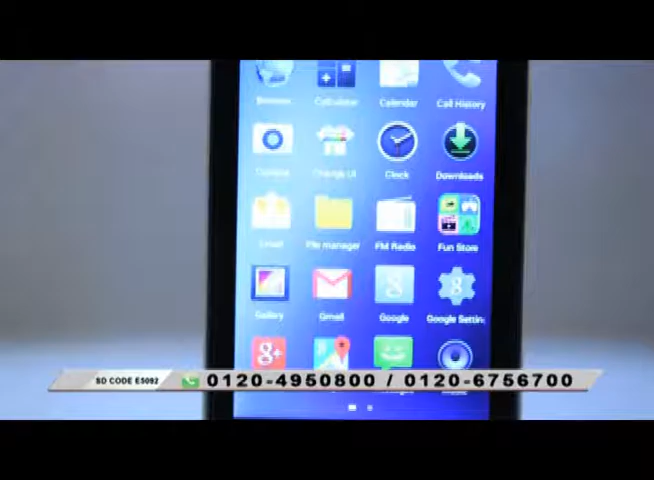 Browser Calculator Calendar Call History
Camera Change UI Clock Downloads
Email File manager FM Radio Fun Store
Gallery Gmail Google Google Settin
SD CODE E5092 0120-4950800 / 0120-6756700